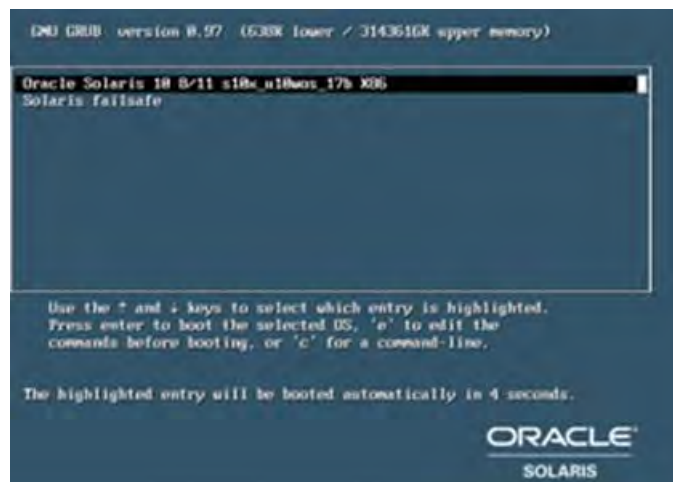 GNU GRUB version 0.97 (638K lower / 3143616K upper memory)
Oracle Solaris 10 8/11 s10x_u10wos_17b X86
Solaris failsafe
Use the ↑ and ↓ keys to select which entry is highlighted.
Press enter to boot the selected OS, 'e' to edit the
commands before booting, or 'c' for a command-line.
The highlighted entry will be booted automatically in 4 seconds.
ORACLE
SOLARIS